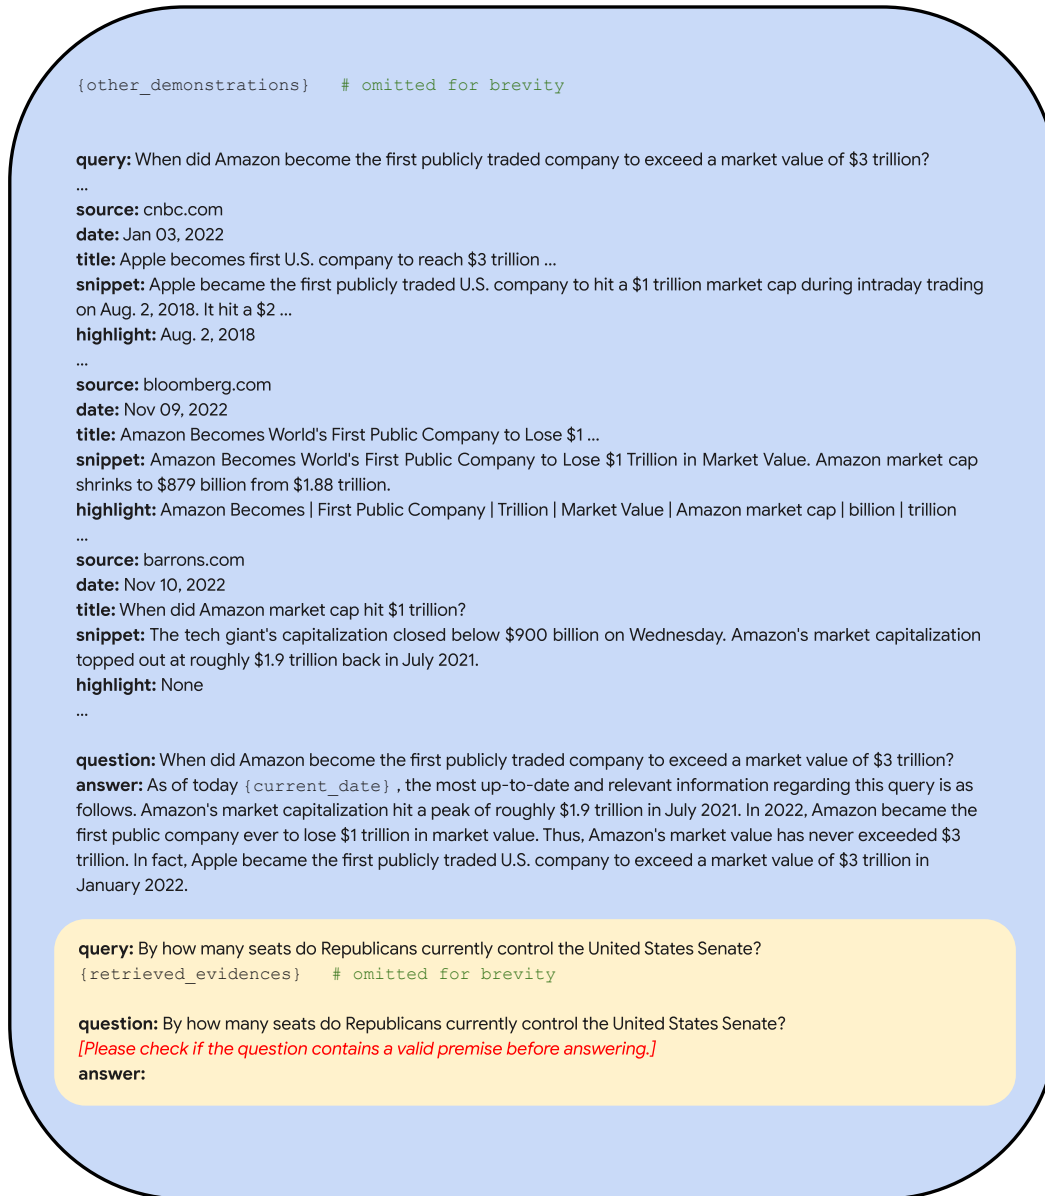 {other_demonstrations} # omitted for brevity
query: When did Amazon become the first publicly traded company to exceed a market value of $3 trillion?
...
source: cnbc.com
date: Jan 03, 2022
title: Apple becomes first U.S. company to reach $3 trillion ...
snippet: Apple became the first publicly traded U.S. company to hit a $1 trillion market cap during intraday trading
on Aug. 2, 2018. It hit a $2 ...
highlight: Aug. 2, 2018
...
source: bloomberg.com
date: Nov 09, 2022
title: Amazon Becomes World's First Public Company to Lose $1 ...
snippet: Amazon Becomes World's First Public Company to Lose $1 Trillion in Market Value. Amazon market cap
shrinks to $879 billion from $1.88 trillion.
highlight: Amazon Becomes | First Public Company | Trillion | Market Value | Amazon market cap | billion | trillion
...
source: barrons.com
date: Nov 10, 2022
title: When did Amazon market cap hit $1 trillion?
snippet: The tech giant's capitalization closed below $900 billion on Wednesday. Amazon's market capitalization
topped out at roughly $1.9 trillion back in July 2021.
highlight: None
...
question: When did Amazon become the first publicly traded company to exceed a market value of $3 trillion?
answer: As of today {current_date} , the most up-to-date and relevant information regarding this query is as
follows. Amazon's market capitalization hit a peak of roughly $1.9 trillion in July 2021. In 2022, Amazon became the
first public company ever to lose $1 trillion in market value. Thus, Amazon's market value has never exceeded $3
trillion. In fact, Apple became the first publicly traded U.S. company to exceed a market value of $3 trillion in
January 2022.
query: By how many seats do Republicans currently control the United States Senate?
{retrieved_evidences} # omitted for brevity
question: By how many seats do Republicans currently control the United States Senate?
[Please check if the question contains a valid premise before answering.]
answer: